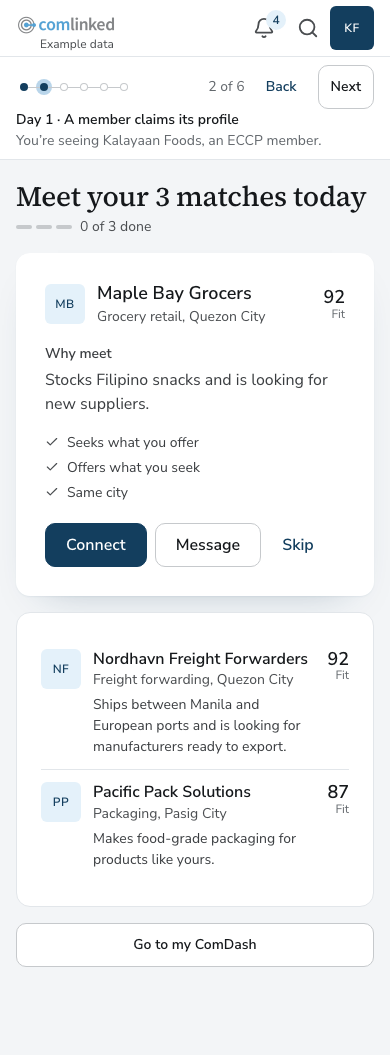 comlinked
Example data
4
KF
2 of 6
Back
Next
Day 1 · A member claims its profile
You’re seeing Kalayaan Foods, an ECCP member.
Meet your 3 matches today
0 of 3 done
MB
Maple Bay Grocers
Grocery retail, Quezon City
92
Fit
Why meet
Stocks Filipino snacks and is looking for
new suppliers.
Seeks what you offer
Offers what you seek
Same city
Connect
Message
Skip
NF
Nordhavn Freight Forwarders
Freight forwarding, Quezon City
92
Fit
Ships between Manila and
European ports and is looking for
manufacturers ready to export.
PP
Pacific Pack Solutions
Packaging, Pasig City
87
Fit
Makes food-grade packaging for
products like yours.
Go to my ComDash